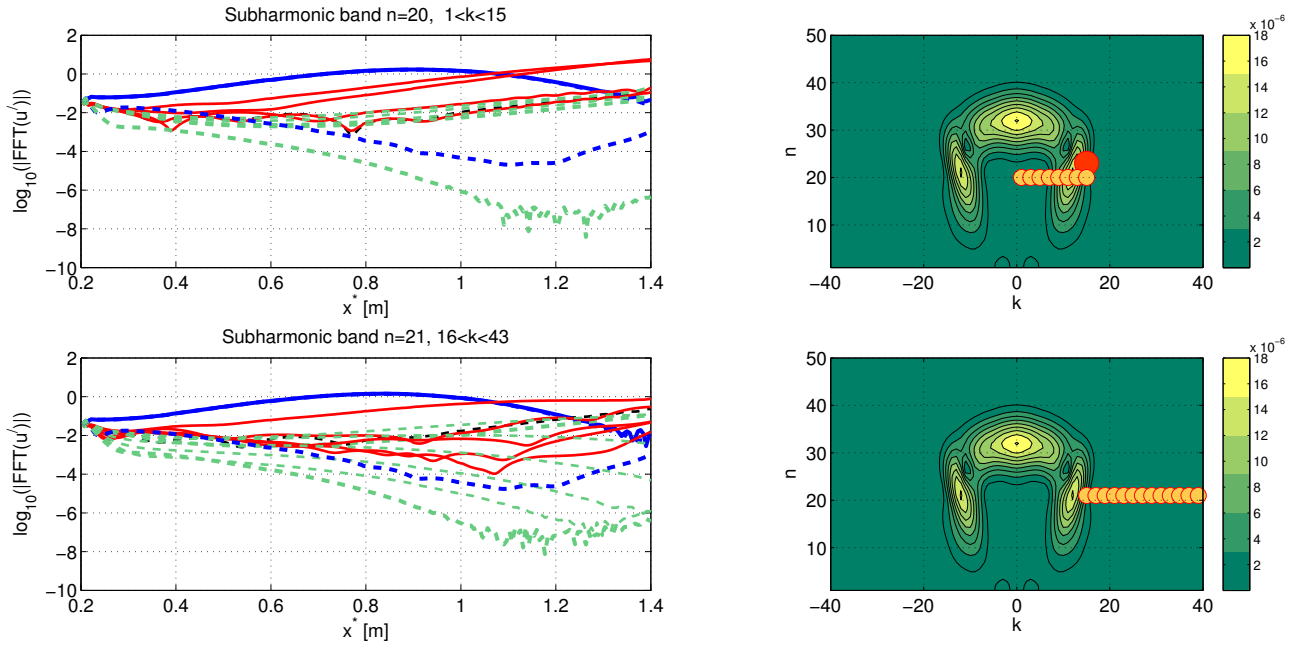 Subharmonic band n=20, 1<k<15
log10(|FFT(u')|)
2
0
−2
−4
−6
−8
−10
0.2 0.4 0.6 0.8 1 1.2 1.4
x* [m]
n
50
40
30
20
10
−40 −20 0 20 40
k
x 10^-6
18
16
14
12
10
8
6
4
2
Subharmonic band n=21, 16<k<43
log10(|FFT(u')|)
2
0
−2
−4
−6
−8
−10
0.2 0.4 0.6 0.8 1 1.2 1.4
x* [m]
n
50
40
30
20
10
−40 −20 0 20 40
k
x 10^-6
18
16
14
12
10
8
6
4
2